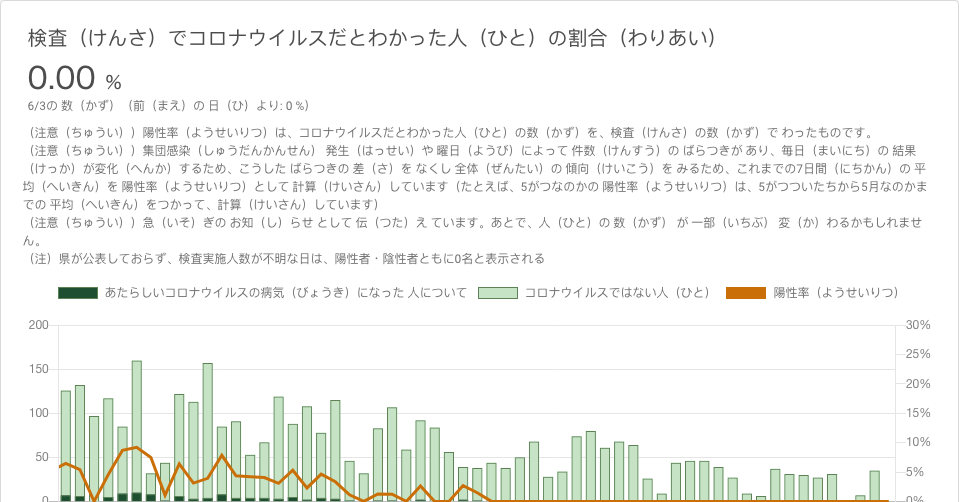 検査（けんさ）でコロナウイルスだとわかった人（ひと）の割合（わりあい）
0.00 %
6/3の 数（かず）（前（まえ）の 日（ひ）より: 0 %）
（注意（ちゅうい））陽性率（ようせいりつ）は、コロナウイルスだとわかった人（ひと）の数（かず）を、検査（けんさ）の数（かず）で わったものです。
（注意（ちゅうい））集団感染（しゅうだんかんせん） 発生（はっせい）や 曜日（ようび）によって 件数（けんすう）の ばらつきが あり、毎日（まいにち）の 結果
（けっか）が変化（へんか）するため、こうした ばらつきの 差（さ）を なくし 全体（ぜんたい）の 傾向（けいこう）を みるため、これまでの7日間（にちかん）の 平
均（へいきん）を 陽性率（ようせいりつ）として 計算（けいさん）しています（たとえば、5がつなのかの 陽性率（ようせいりつ）は、5がつついたちから5月なのかま
での 平均（へいきん）をつかって、計算（けいさん）しています）
（注意（ちゅうい））急（いそ）ぎの お知（し）らせ として 伝（つた）え ています。あとで、人（ひと）の 数（かず） が 一部（いちぶ） 変（か）わるかもしれませ
ん。
（注）県が公表しておらず、検査実施人数が不明な日は、陽性者・陰性者ともに0名と表示される
あたらしいコロナウイルスの病気（びょうき）になった 人について コロナウイルスではない人（ひと） 陽性率（ようせいりつ）
200 30%
25%
150 20%
100 15%
10%
50 5%
0 0%